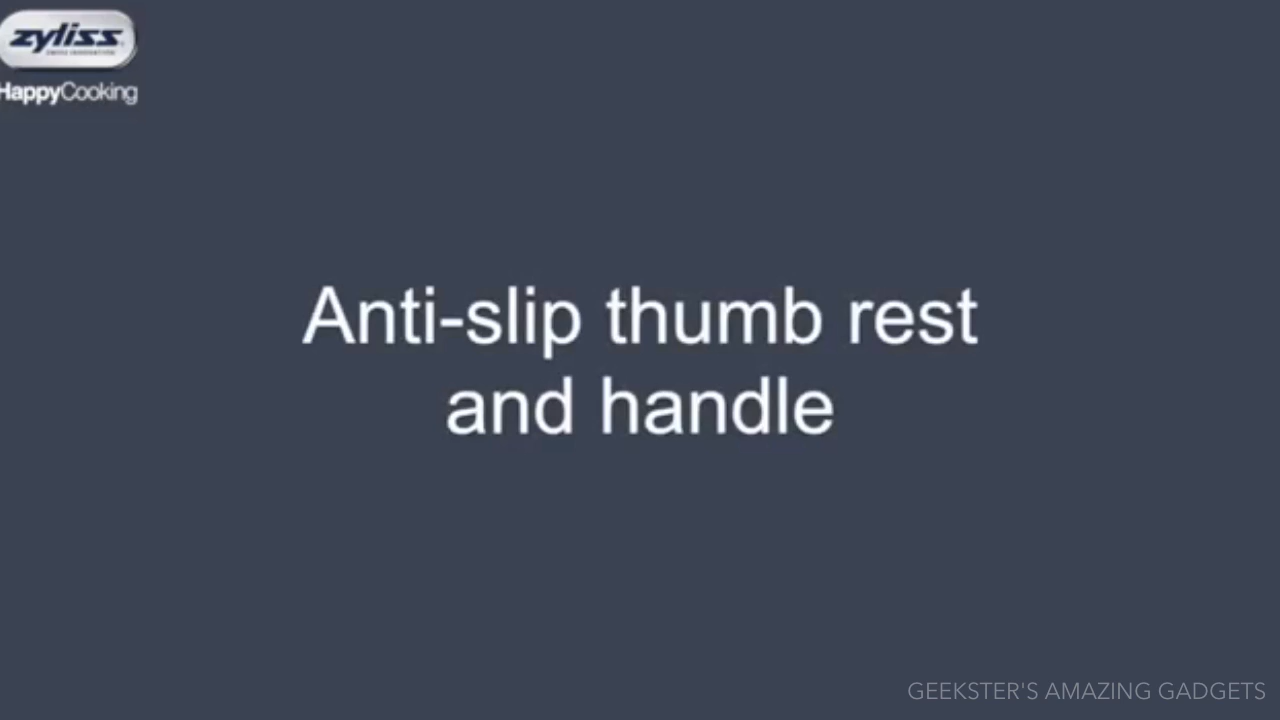 zyliss
HappyCooking
Anti-slip thumb rest
and handle
GEEKSTER'S AMAZING GADGETS